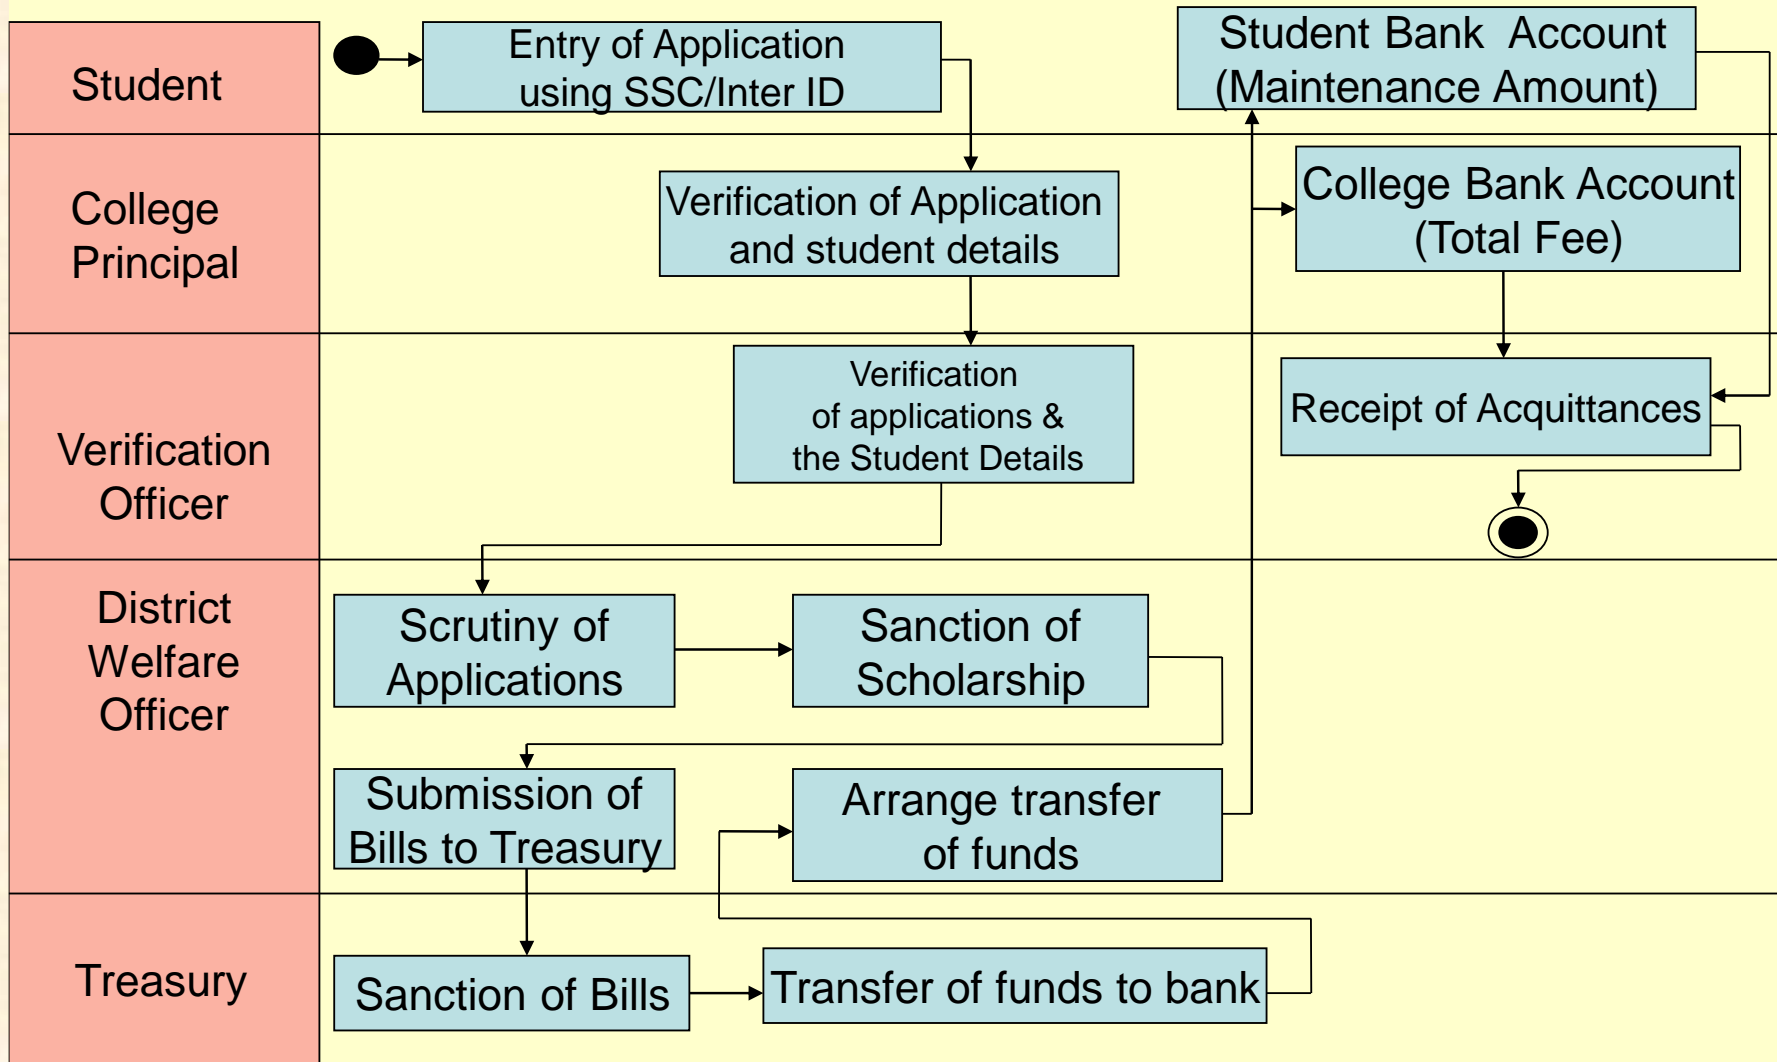 Student
Entry of Application
using SSC/Inter ID
Student Bank Account
(Maintenance Amount)
College
Principal
Verification of Application
and student details
College Bank Account
(Total Fee)
Verification
Officer
Verification
of applications &
the Student Details
Receipt of Acquittances
District
Welfare
Officer
Scrutiny of
Applications
Sanction of
Scholarship
Submission of
Bills to Treasury
Arrange transfer
of funds
Treasury
Sanction of Bills
Transfer of funds to bank